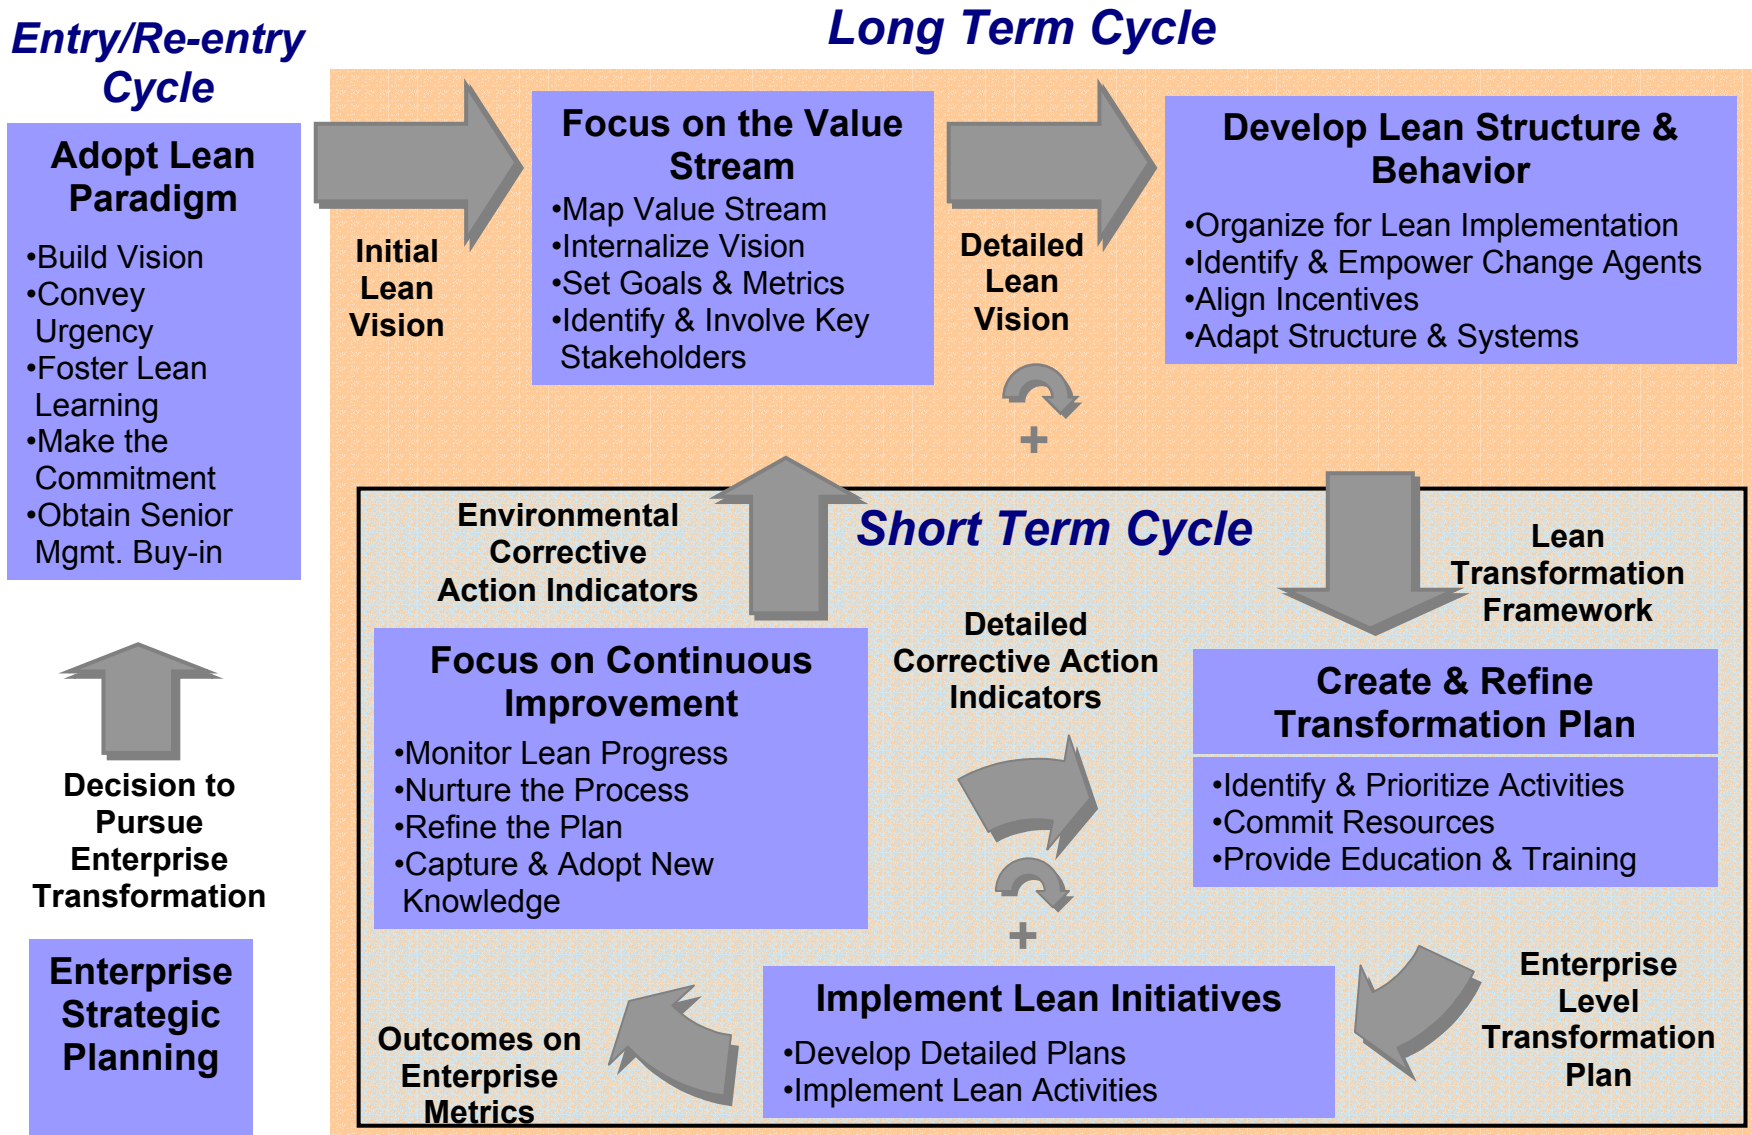 Entry/Re-entry
Cycle
Long Term Cycle
Adopt Lean
Paradigm
•Build Vision
•Convey
Urgency
•Foster Lean
Learning
•Make the
Commitment
•Obtain Senior
Mgmt. Buy-in
Initial
Lean
Vision
Focus on the Value
Stream
•Map Value Stream
•Internalize Vision
•Set Goals & Metrics
•Identify & Involve Key
Stakeholders
Detailed
Lean
Vision
Develop Lean Structure &
Behavior
•Organize for Lean Implementation
•Identify & Empower Change Agents
•Align Incentives
•Adapt Structure & Systems
+
Environmental
Corrective
Action Indicators
Short Term Cycle
Lean
Transformation
Framework
Detailed
Corrective Action
Indicators
Focus on Continuous
Improvement
•Monitor Lean Progress
•Nurture the Process
•Refine the Plan
•Capture & Adopt New
Knowledge
Create & Refine
Transformation Plan
•Identify & Prioritize Activities
•Commit Resources
•Provide Education & Training
+
Decision to
Pursue
Enterprise
Transformation
Enterprise
Strategic
Planning
Outcomes on
Enterprise
Metrics
Implement Lean Initiatives
•Develop Detailed Plans
•Implement Lean Activities
Enterprise
Level
Transformation
Plan